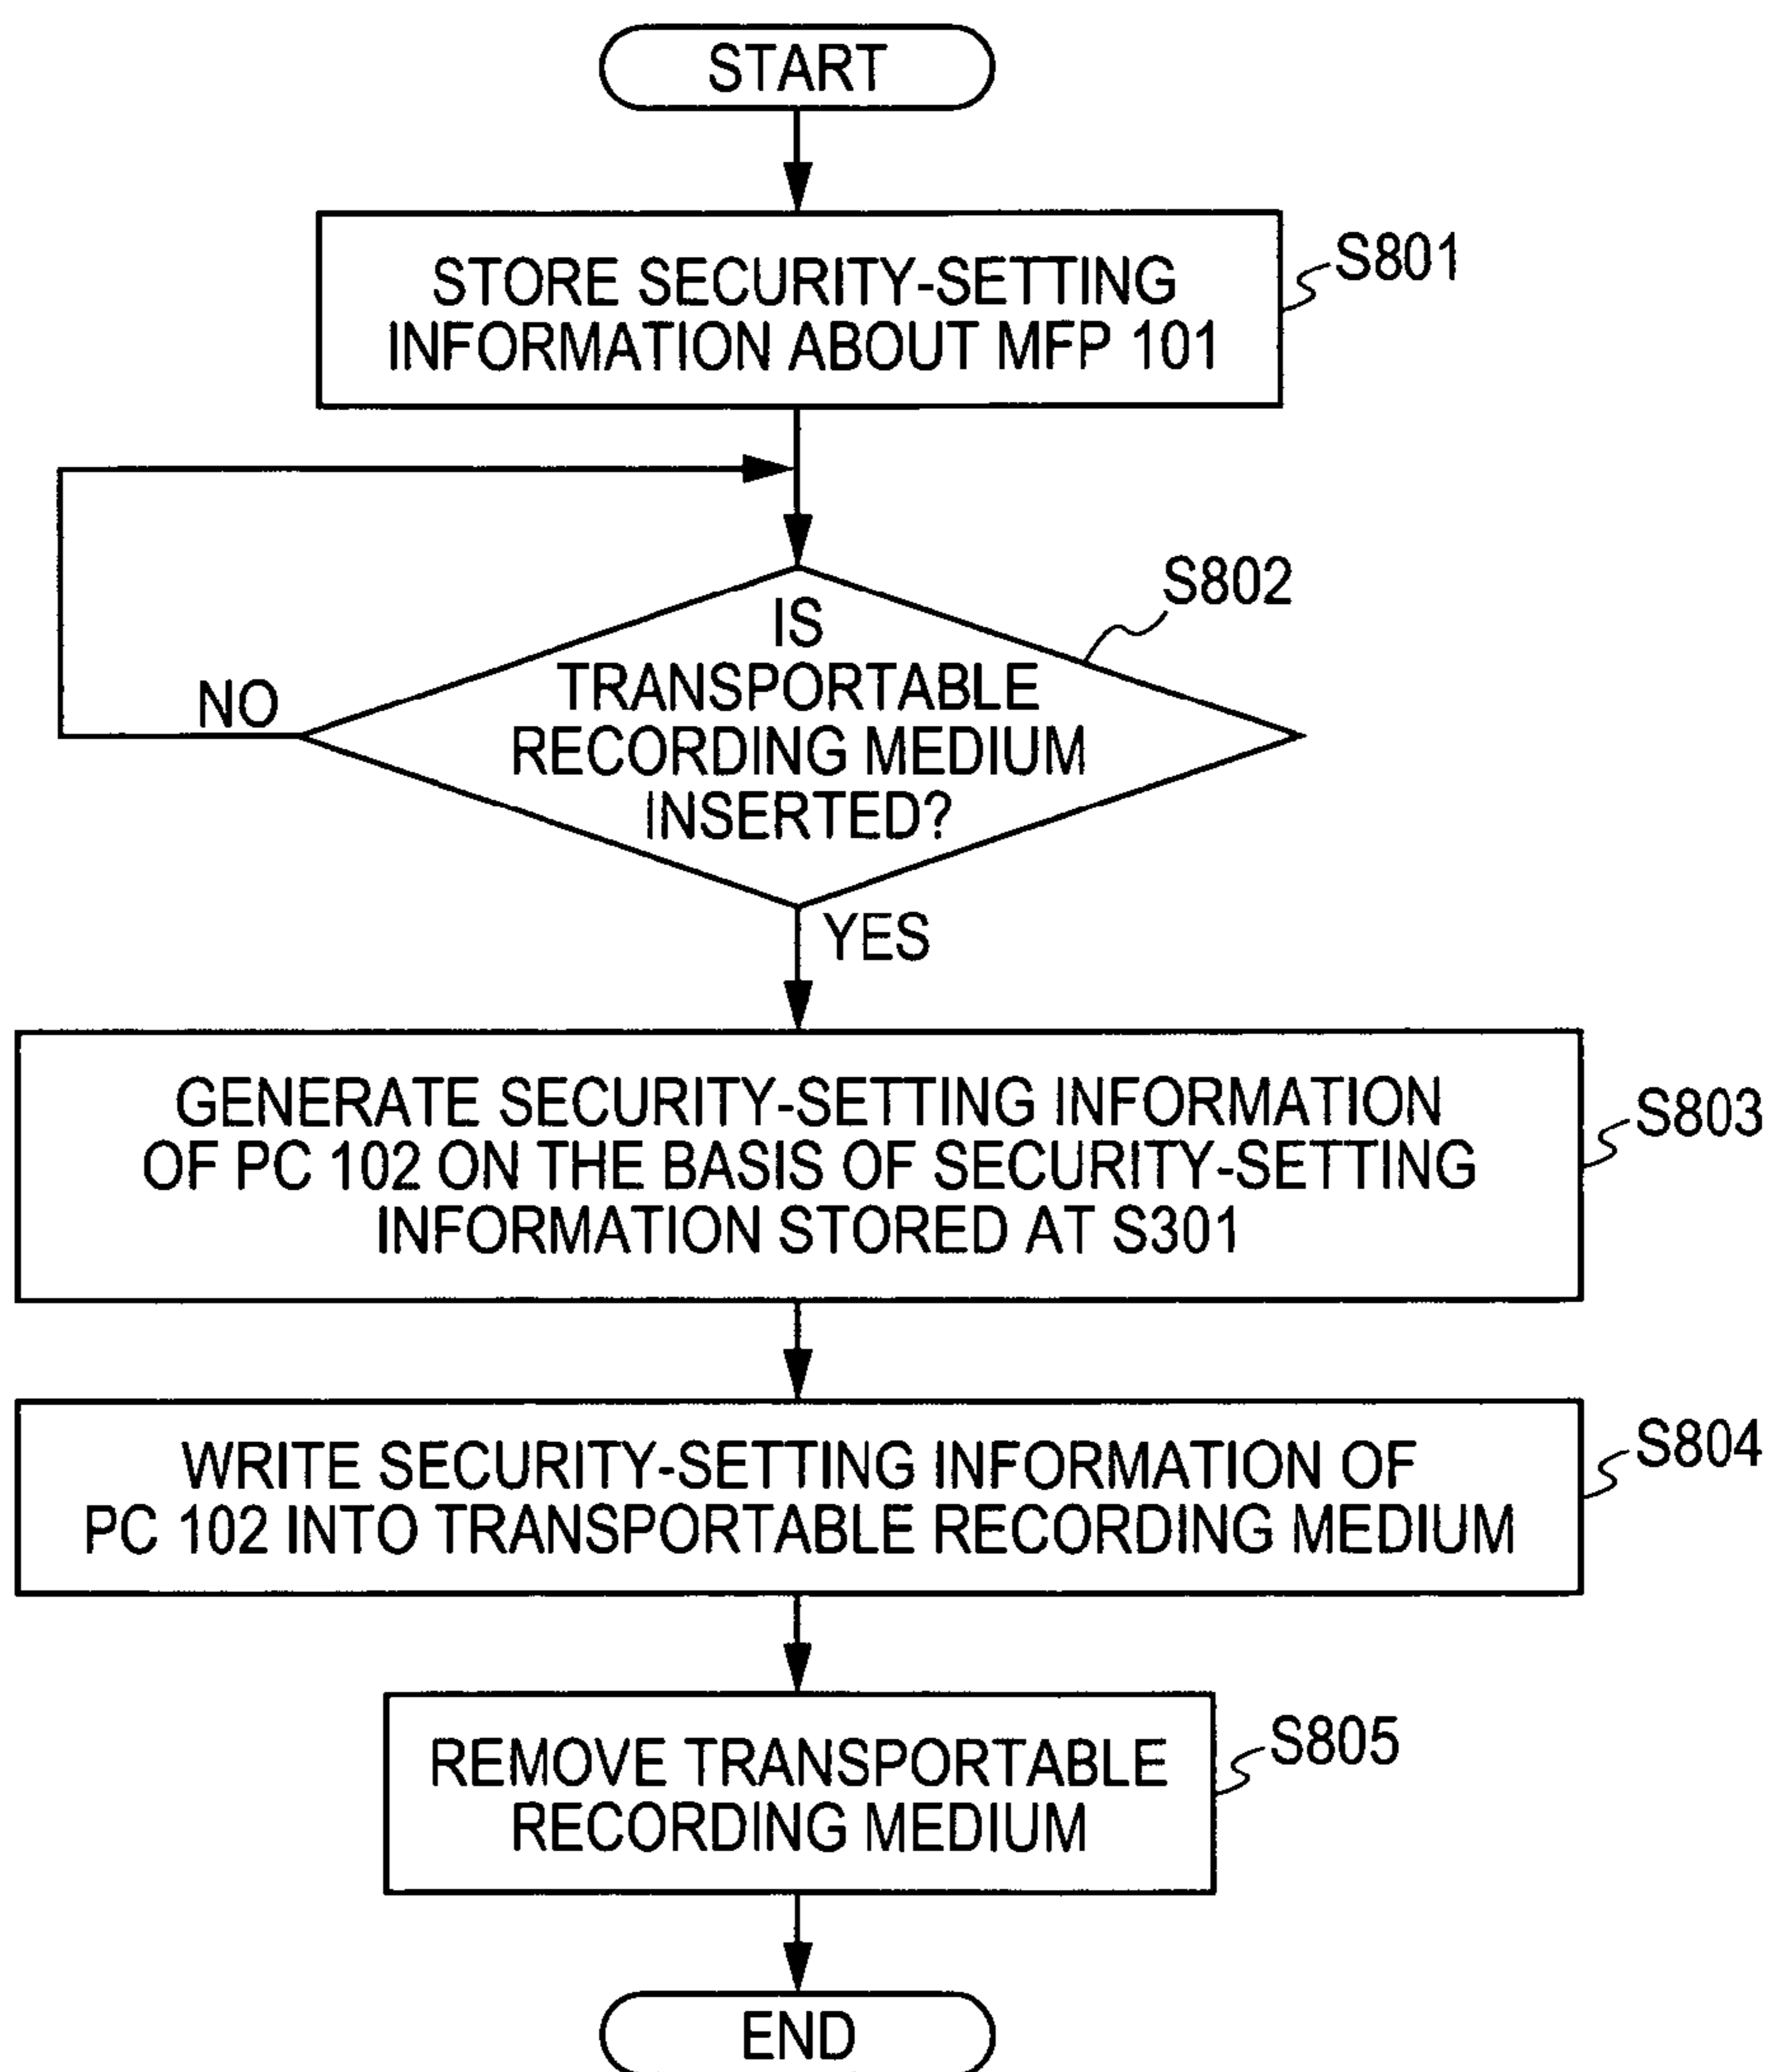 START
STORE SECURITY-SETTING
INFORMATION ABOUT MFP 101
S801
S802
IS
TRANSPORTABLE
RECORDING MEDIUM
INSERTED?
NO
YES
GENERATE SECURITY-SETTING INFORMATION
OF PC 102 ON THE BASIS OF SECURITY-SETTING
INFORMATION STORED AT S301
S803
WRITE SECURITY-SETTING INFORMATION OF
PC 102 INTO TRANSPORTABLE RECORDING MEDIUM
S804
REMOVE TRANSPORTABLE
RECORDING MEDIUM
S805
END